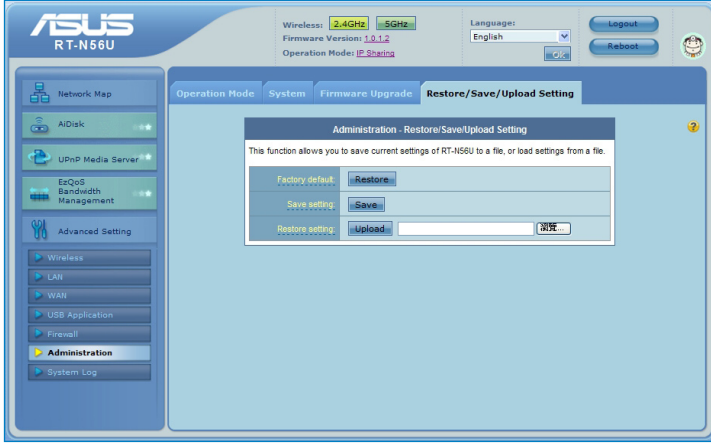 ASUS
RT-N56U
Wireless: 2.4GHz 5GHz
Firmware Version: 1.0.1.2
Operation Mode: IP Sharing
Language:
English
OK
Logout
Reboot
Network Map
AiDisk
UPnP Media Server
EzQoS
Bandwidth
Management
Advanced Setting
Wireless
LAN
WAN
USB Application
Firewall
Administration
System Log
Operation Mode System Firmware Upgrade Restore/Save/Upload Setting
Administration - Restore/Save/Upload Setting
This function allows you to save current settings of RT-N56U to a file, or load settings from a file.
Factory default: Restore
Save setting: Save
Restore setting: Upload 瀏覽...
?